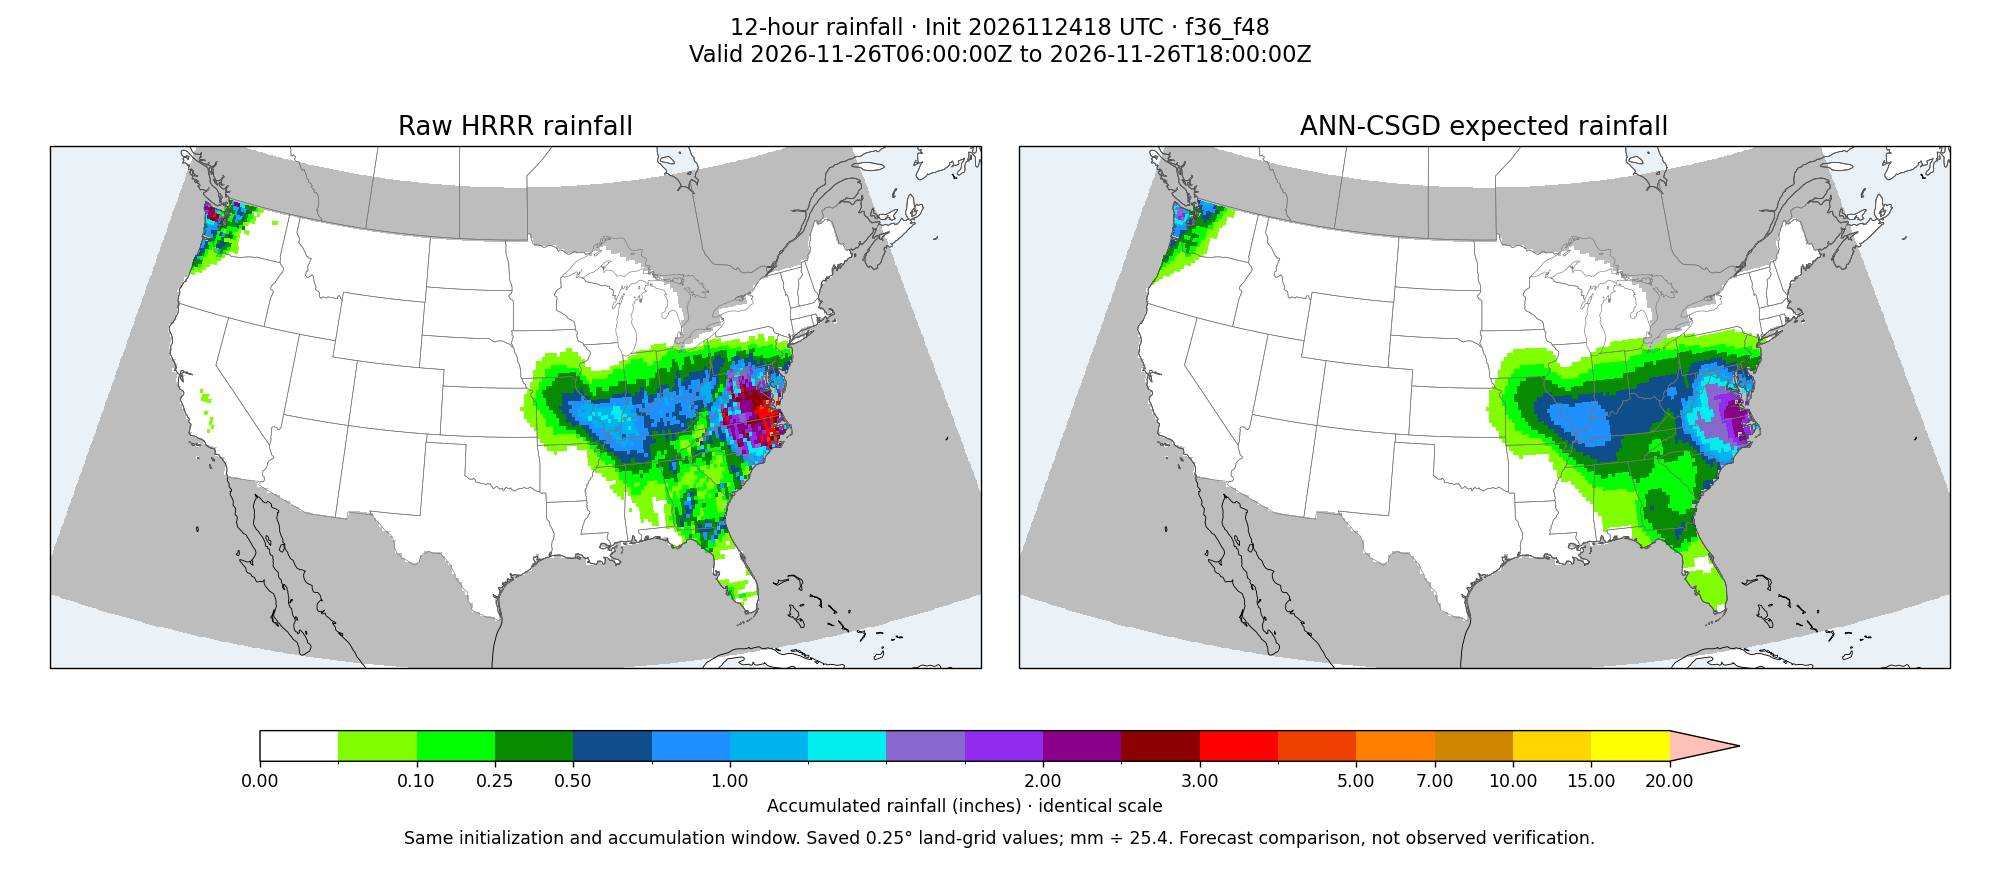 12-hour rainfall · Init 2026112418 UTC · f36_f48
Valid 2026-11-26T06:00:00Z to 2026-11-26T18:00:00Z
Raw HRRR rainfall
ANN-CSGD expected rainfall
0.00 0.10 0.25 0.50 1.00 2.00 3.00 5.00 7.00 10.00 15.00 20.00
Accumulated rainfall (inches) · identical scale
Same initialization and accumulation window. Saved 0.25° land-grid values; mm ÷ 25.4. Forecast comparison, not observed verification.